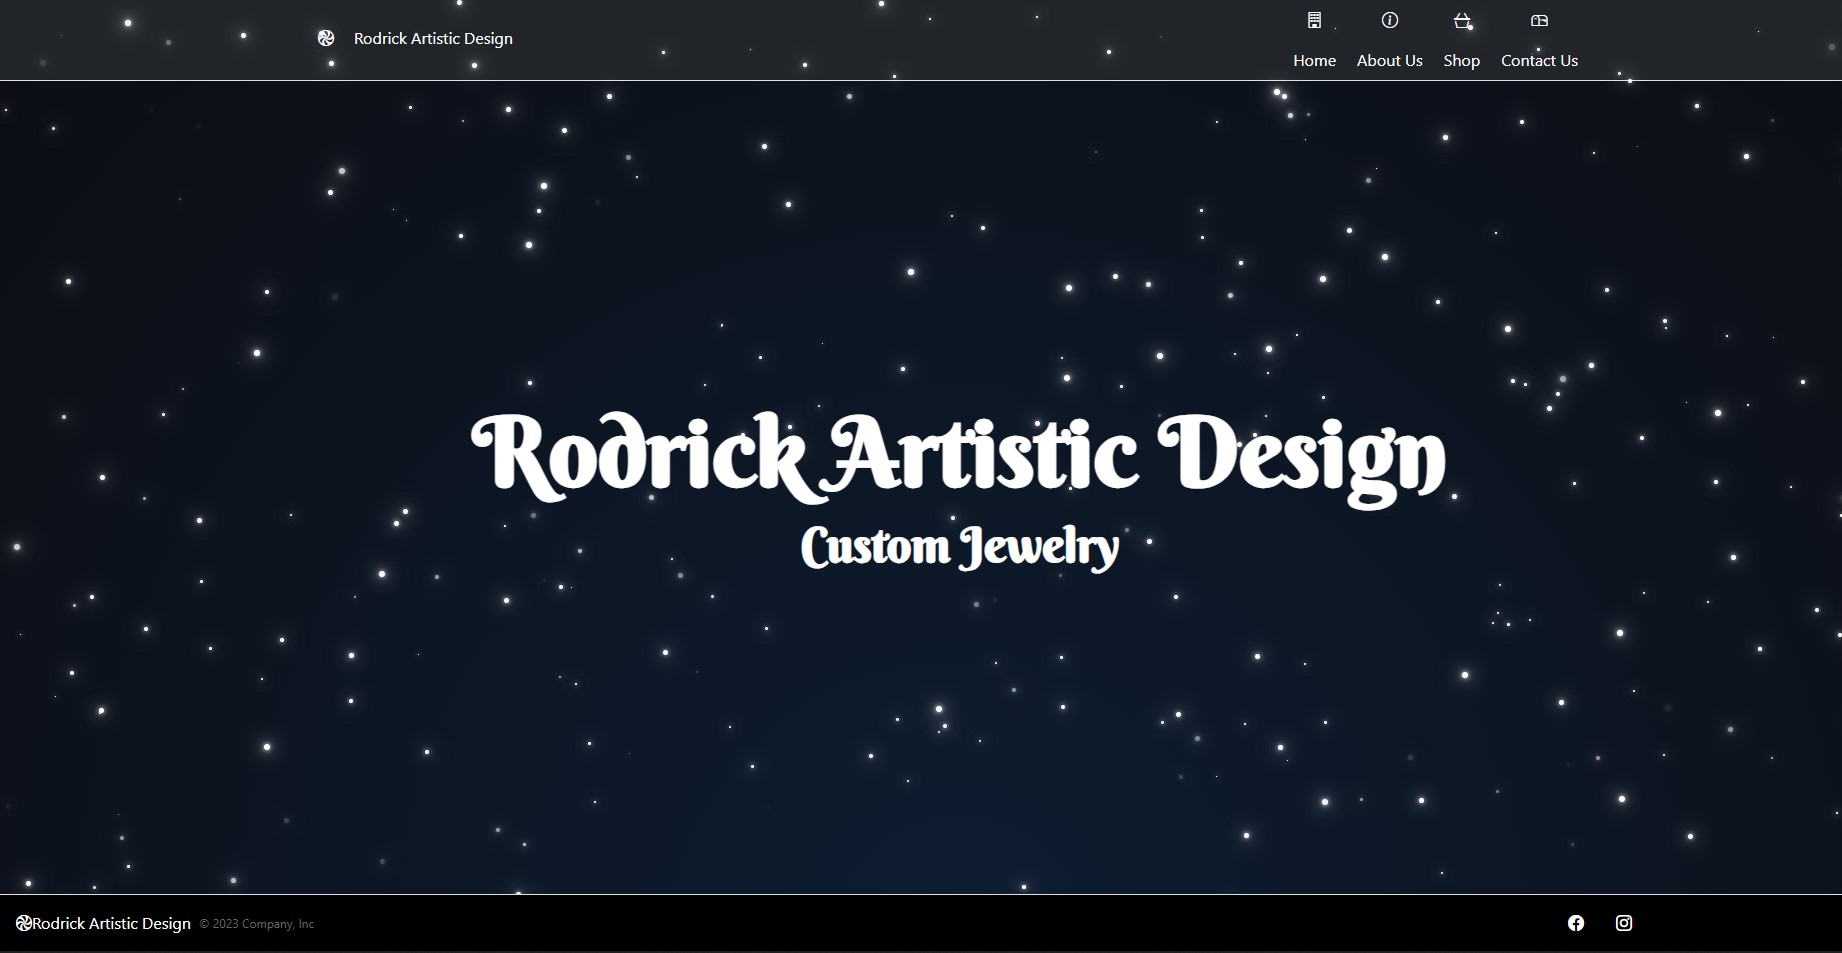 Rodrick Artistic Design
Home About Us Shop Contact Us
Rodrick Artistic Design
Custom Jewelry
Rodrick Artistic Design © 2023 Company, Inc